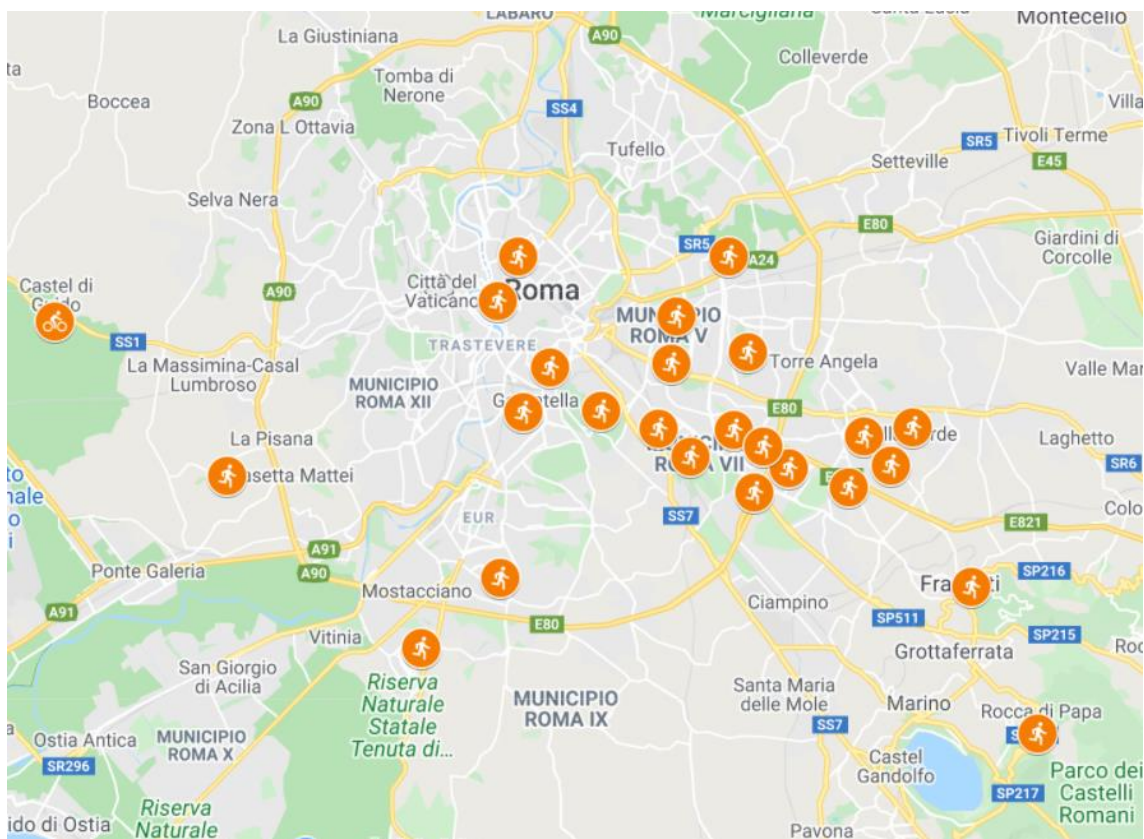 LABARO
Marcigliana
Montecello
La Giustiniana
A90
Colleverde
Tomba di
Nerone
Boccea
A90
SS4
Villa
Zona L Ottavia
Tivoli Terme
SR5
Tufello
Setteville
E45
Selva Nera
E80
SR5
Giardini di
Corcolle
A24
Castel di
Città del
Vaticano
Roma
A90
SS1
ROMA V
TRASTEVERE
La Massimina-Casal
Lumbroso
Torre Angela
Valle Mar
MUNICIPIO
ROMA XII
E80
La Pisana
Laghetto
ROMA VII
SR6
EUR
SS7
E821
A91
Ponte Galeria
A90
SP216
Mostacciano
A91
Ciampino
E80
SP511
Vitinia
SP215
Grottaferrata
San Giorgio
di Acilia
Riserva
Naturale
Statale
Tenuta di...
MUNICIPIO
ROMA IX
Santa Maria
delle Mole
Marino
Rocca di Papa
SS7
Ostia Antica
MUNICIPIO
ROMA X
SR296
Castel
Gandolfo
Parco dei
Castelli
Romani
SP217
Riserva
Naturale
do di Ostia
Pavona